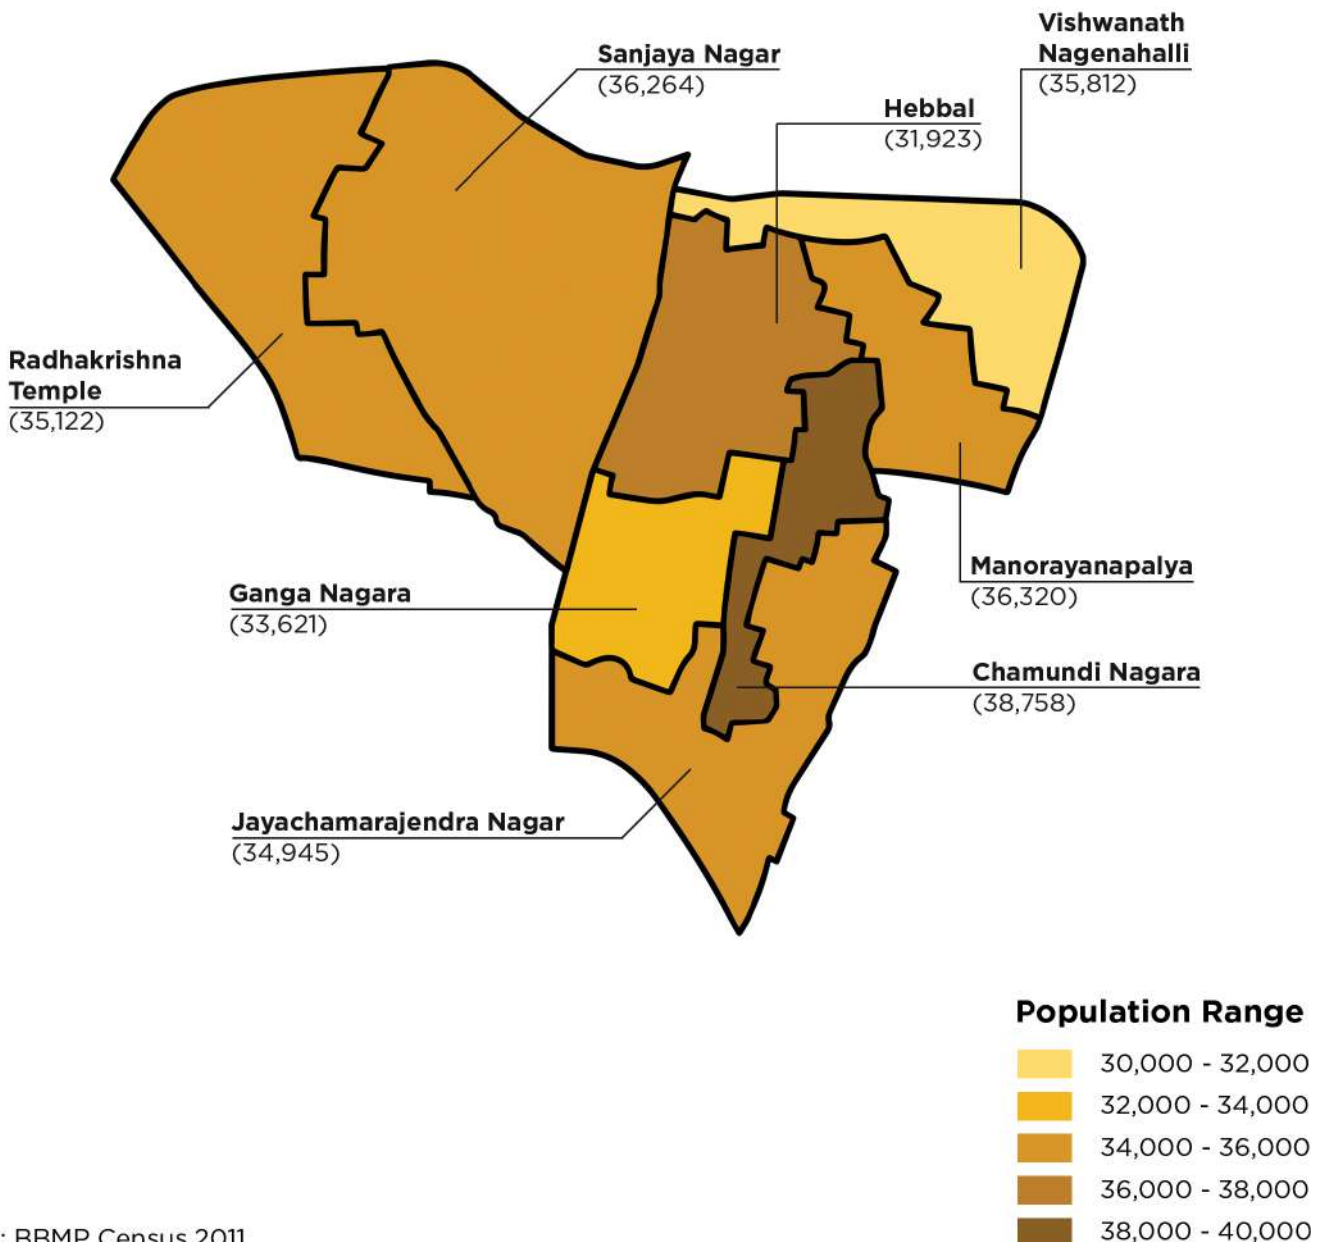 Vishwanath
Nagenahalli
(35,812)
Sanjaya Nagar
(36,264)
Hebbal
(31,923)
Radhakrishna
Temple
(35,122)
Manorayanapalya
(36,320)
Ganga Nagara
(33,621)
Chamundi Nagara
(38,758)
Jayachamarajendra Nagar
(34,945)
Population Range
30,000 - 32,000
32,000 - 34,000
34,000 - 36,000
36,000 - 38,000
38,000 - 40,000
: BBMP Census 2011